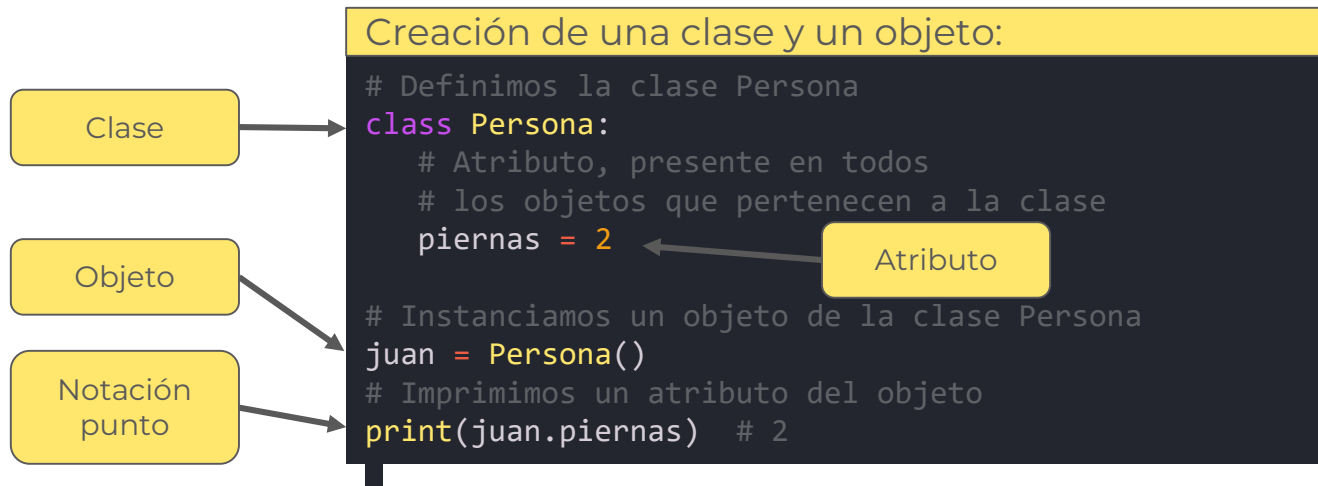 Creación de una clase y un objeto:
# Definimos la clase Persona
Clase
class Persona:
# Atributo, presente en todos
# los objetos que pertenecen a la clase
piernas = 2
Atributo
Objeto
# Instanciamos un objeto de la clase Persona
juan = Persona()
# Imprimimos un atributo del objeto
Notación
punto
print(juan.piernas)  # 2